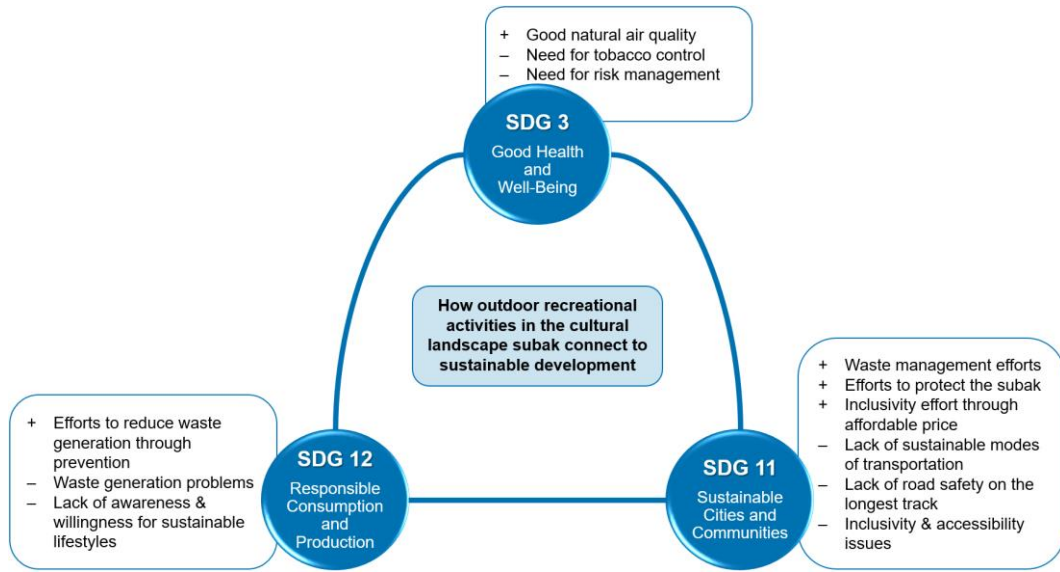 + Good natural air quality
– Need for tobacco control
– Need for risk management
SDG 3
Good Health
and
Well-Being
How outdoor recreational
activities in the cultural
landscape subak connect to
sustainable development
+ Efforts to reduce waste
generation through
prevention
– Waste generation problems
– Lack of awareness &
willingness for sustainable
lifestyles
SDG 12
Responsible
Consumption
and
Production
SDG 11
Sustainable
Cities and
Communities
+ Waste management efforts
+ Efforts to protect the subak
+ Inclusivity effort through
affordable price
– Lack of sustainable modes
of transportation
– Lack of road safety on the
longest track
– Inclusivity & accessibility
issues